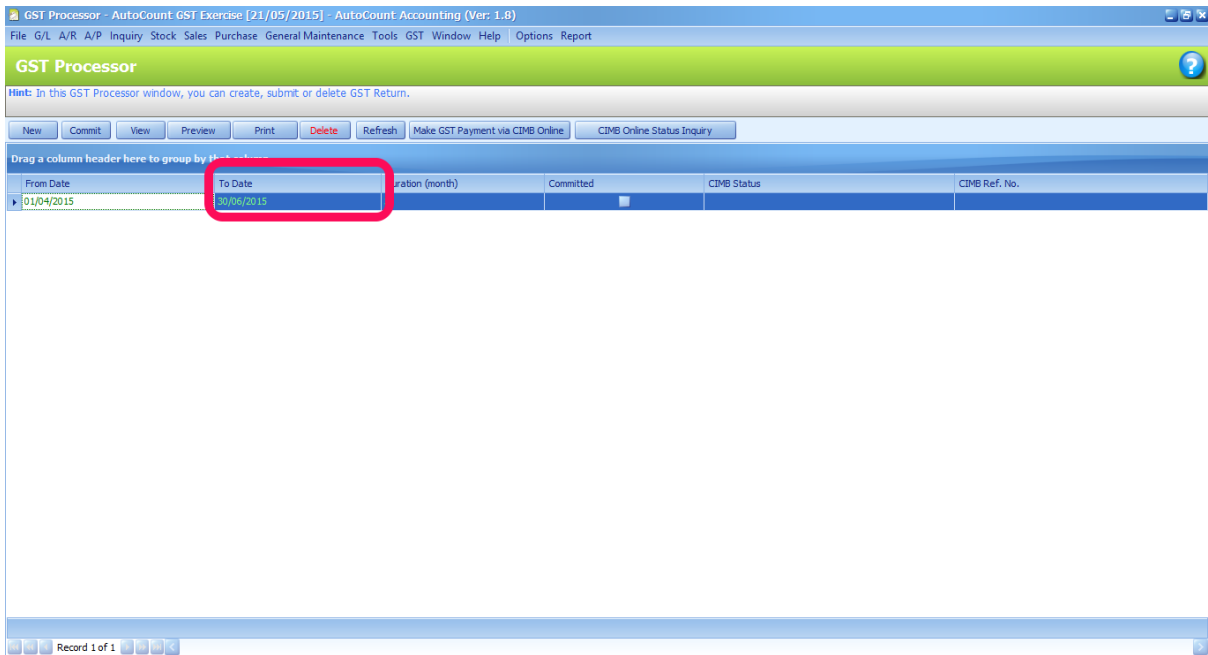 GST Processor - AutoCount GST Exercise [21/05/2015] - AutoCount Accounting (Ver: 1.8)
File G/L A/R A/P Inquiry Stock Sales Purchase General Maintenance Tools GST Window Help Options Report
GST Processor
?
Hint: In this GST Processor window, you can create, submit or delete GST Return.
New Commit View Preview Print Delete Refresh Make GST Payment via CIMB Online CIMB Online Status Inquiry
Drag a column header here to group by
From Date To Date uration (month) Committed CIMB Status CIMB Ref. No.
01/04/2015 30/06/2015
Record 1 of 1